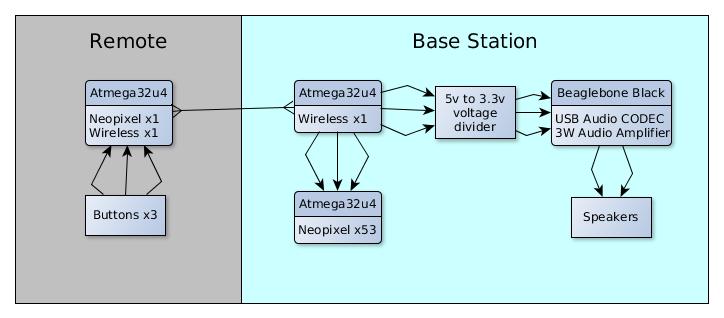 Remote
Base Station
Atmega32u4
Neopixel x1
Wireless x1
Buttons x3
Atmega32u4
Wireless x1
5v to 3.3v
voltage
divider
Beaglebone Black
USB Audio CODEC
3W Audio Amplifier
Atmega32u4
Neopixel x53
Speakers